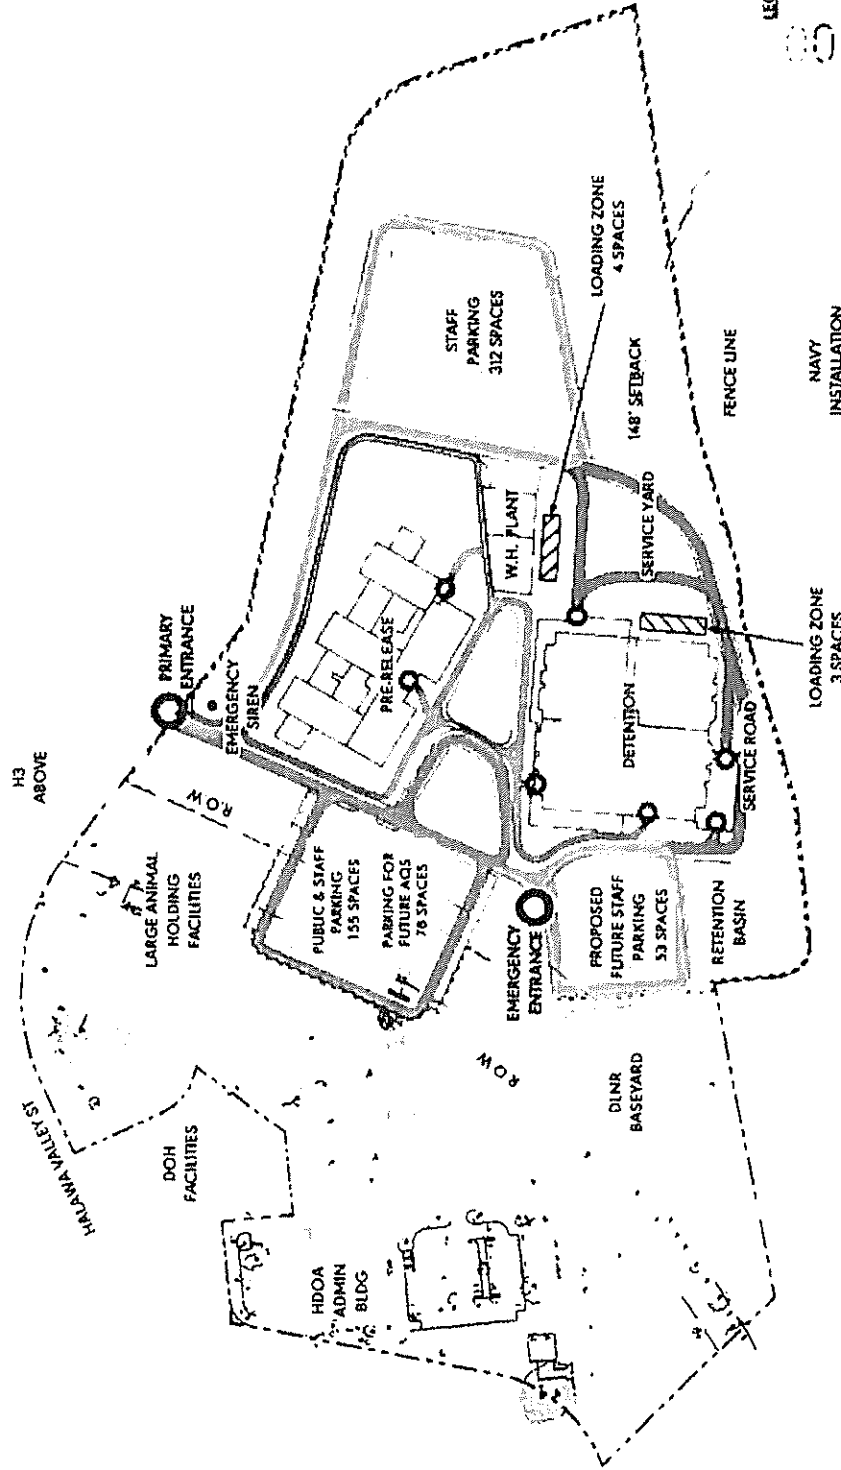 H3
ABOVE
HALAWA VALLEY ST
LARGE ANIMAL
HOLDING
FACILITIES
R.O.W
PRIMARY
ENTRANCE
EMERGENCY
SIREN
DOH
FACILITIES
HDOA
ADMIN
BLDG
PUBLIC & STAFF
PARKING
155 SPACES
PARKING FOR
FUTURE AQS
78 SPACES
PRE-RELEASE
STAFF
PARKING
312 SPACES
W.H. PLANT
LOADING ZONE
4 SPACES
EMERGENCY
ENTRANCE
R.O.W
DETENTION
SERVICE YARD
148' SETBACK
PROPOSED
FUTURE STAFF
PARKING
53 SPACES
DLNR
BASEYARD
RETENTION
BASIN
SERVICE ROAD
FENCE LINE
LOADING ZONE
3 SPACES
NAVY
INSTALLATION